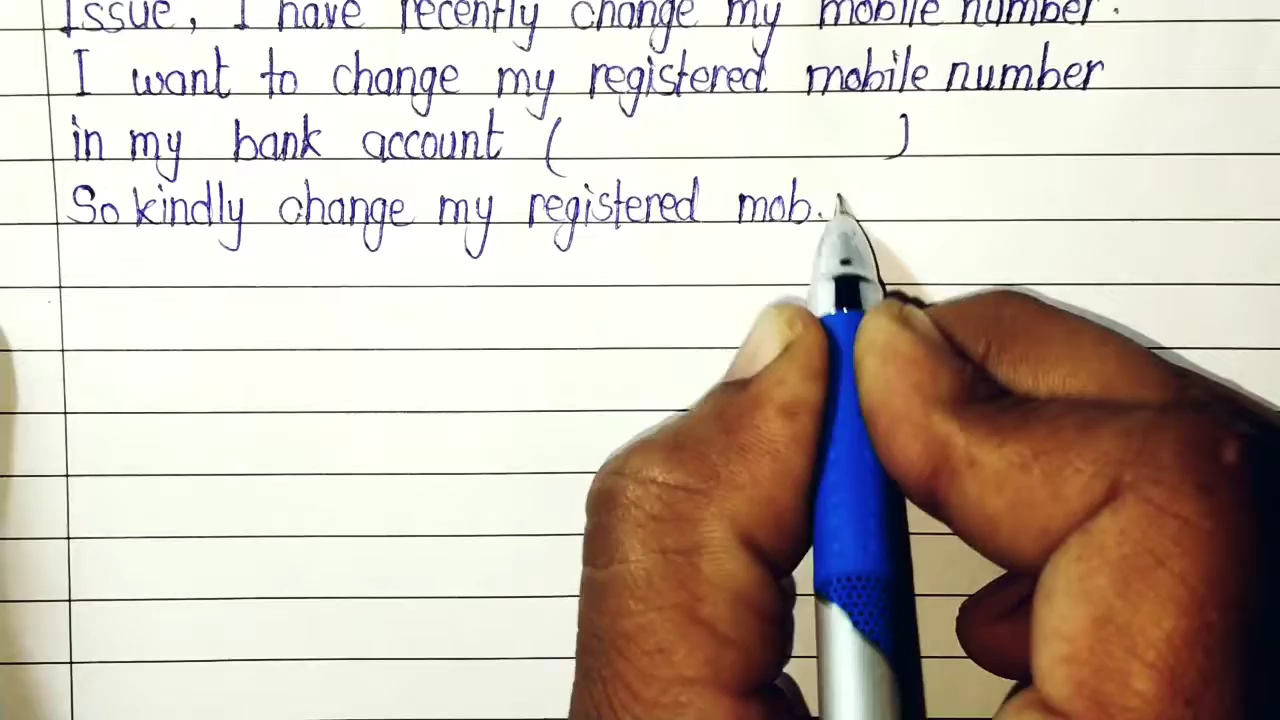 Issue, I have recently change my mobile number.
I want to change my registered mobile number
in my bank account (                    )
So kindly change my registered mob.